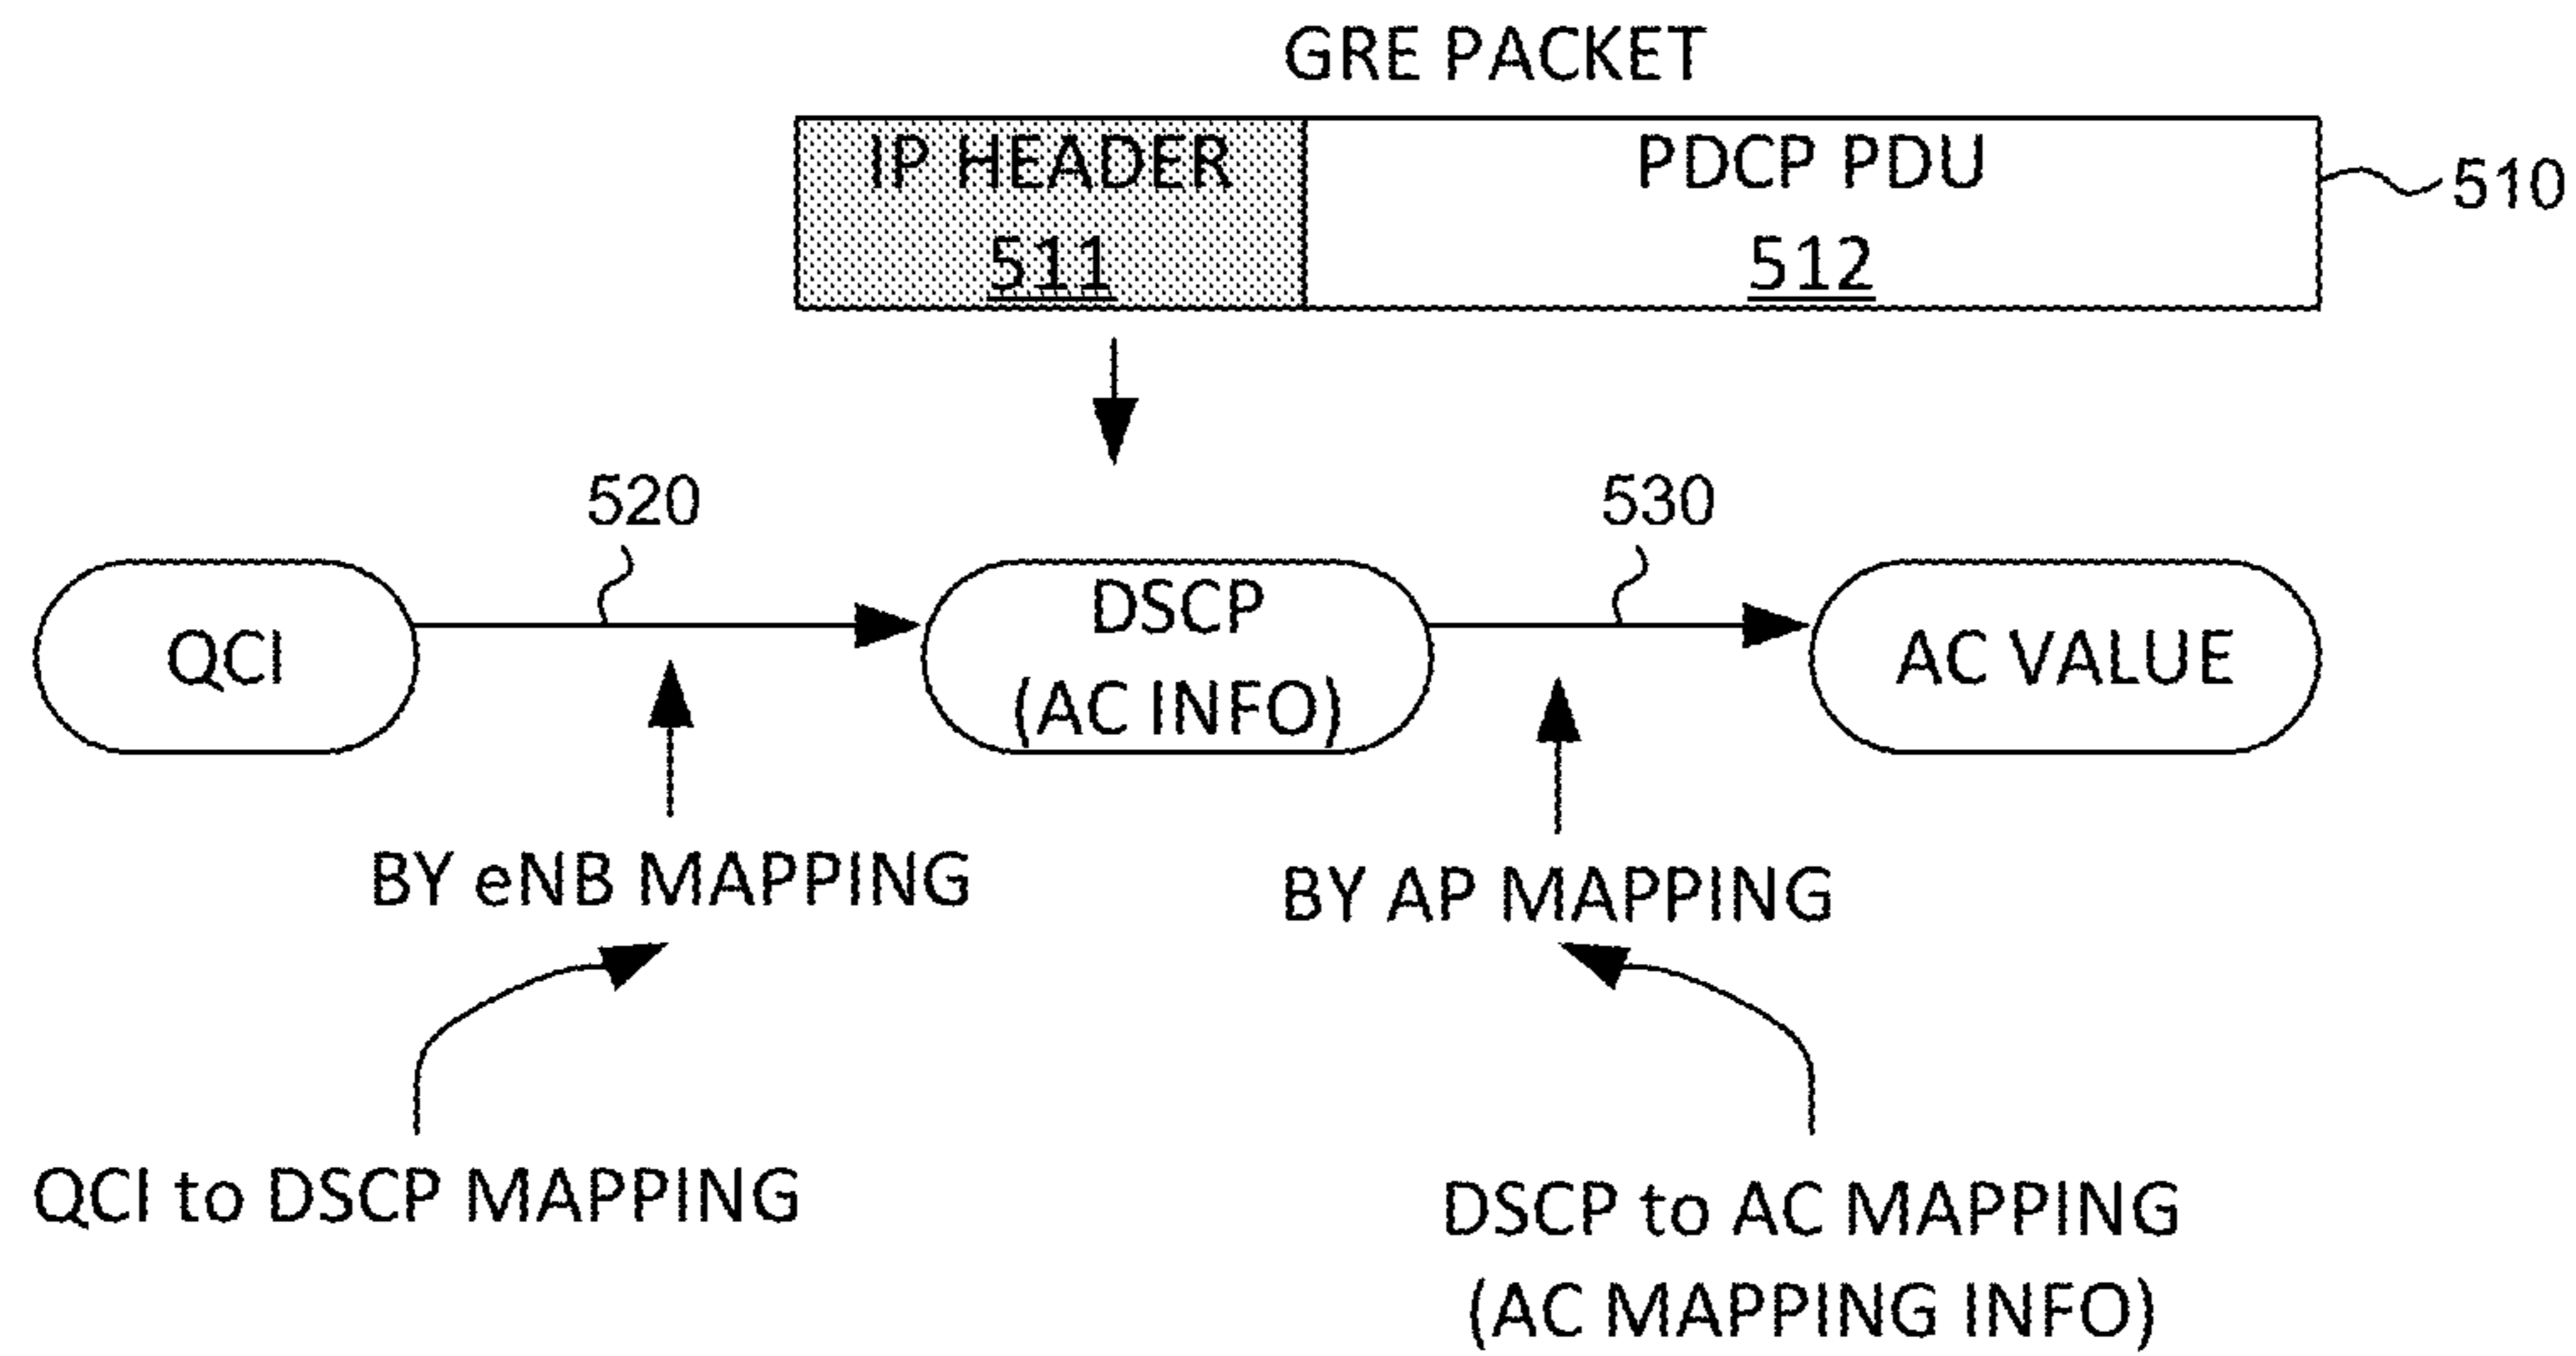 GRE PACKET
IP HEADER
511
PDCP PDU
512
510
520
530
QCI
DSCP
(AC INFO)
AC VALUE
BY eNB MAPPING
BY AP MAPPING
QCI to DSCP MAPPING
DSCP to AC MAPPING
(AC MAPPING INFO)